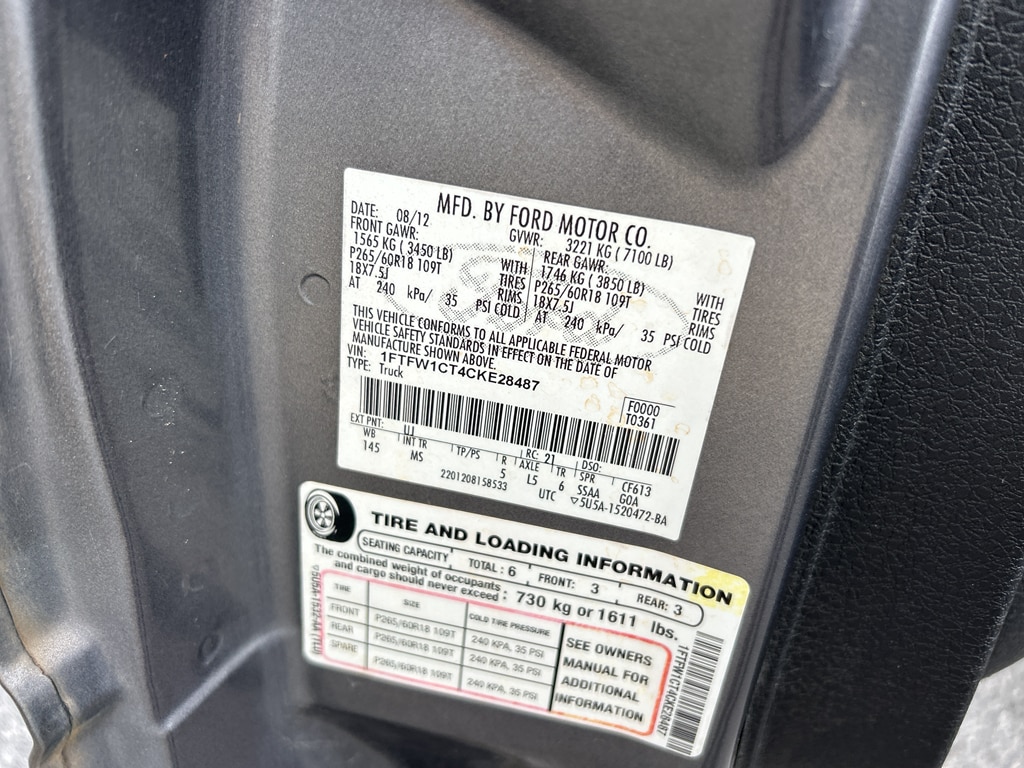 MFD. BY FORD MOTOR CO.
DATE: 08/12 GVWR: 3221 KG ( 7100 LB)
FRONT GAWR: REAR GAWR:
1565 KG ( 3450 LB) WITH 1746 KG ( 3850 LB) WITH
P265/60R18 109T TIRES P265/60R18 109T TIRES
18X7.5J RIMS 18X7.5J RIMS
AT 240 kPa/ 35 PSI COLD AT 240 kPa/ 35 PSI COLD
THIS VEHICLE CONFORMS TO ALL APPLICABLE FEDERAL MOTOR
VEHICLE SAFETY STANDARDS IN EFFECT ON THE DATE OF
MANUFACTURE SHOWN ABOVE.
VIN: 1FTFW1CT4CKE28487
TYPE: Truck
F0000
T0361
EXT PNT: UJ RC: 21 DSO:
WB INT TR TP/PS R AXLE TR SPR CF613
145 MS 5 L5 6 SSAA GOA
2201208158533 UTC ▽5U5A-1520472-BA
TIRE AND LOADING INFORMATION
SEATING CAPACITY TOTAL : 6 FRONT: 3 REAR: 3
The combined weight of occupants
and cargo should never exceed : 730 kg or 1611 lbs.
TIRE SIZE COLD TIRE PRESSURE
FRONT P265/60R18 109T 240 KPA, 35 PSI
REAR P265/60R18 109T 240 KPA, 35 PSI
SPARE P265/60R18 109T 240 KPA, 35 PSI
SEE OWNERS
MANUAL FOR
ADDITIONAL
INFORMATION
1FTFW1CT4CKE28487